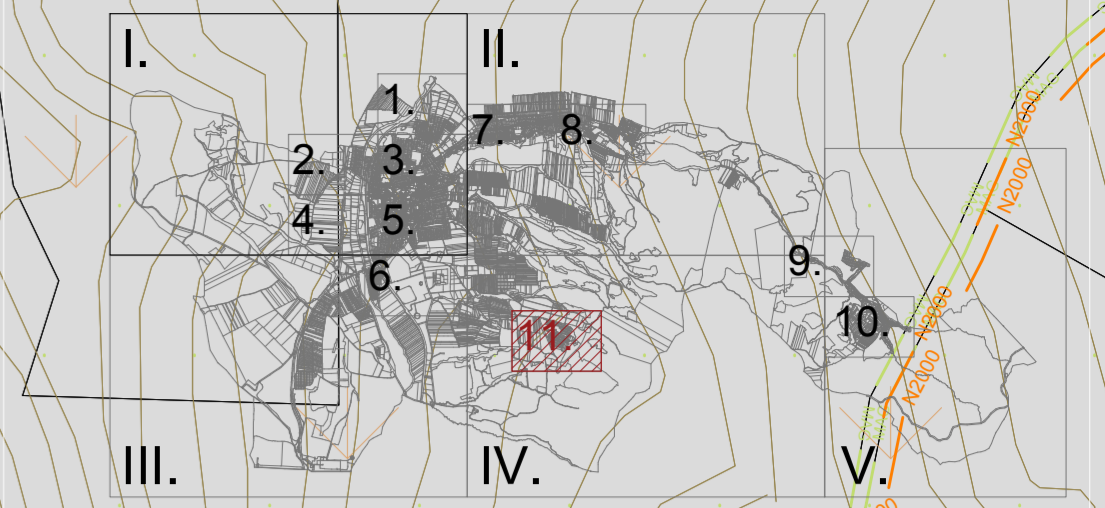 I.
II.
1.
7.
8.
2.
3.
4.
5.
6.
9.
10.
11.
III.
IV.
V.
N2000
N2000
N2000
N2000